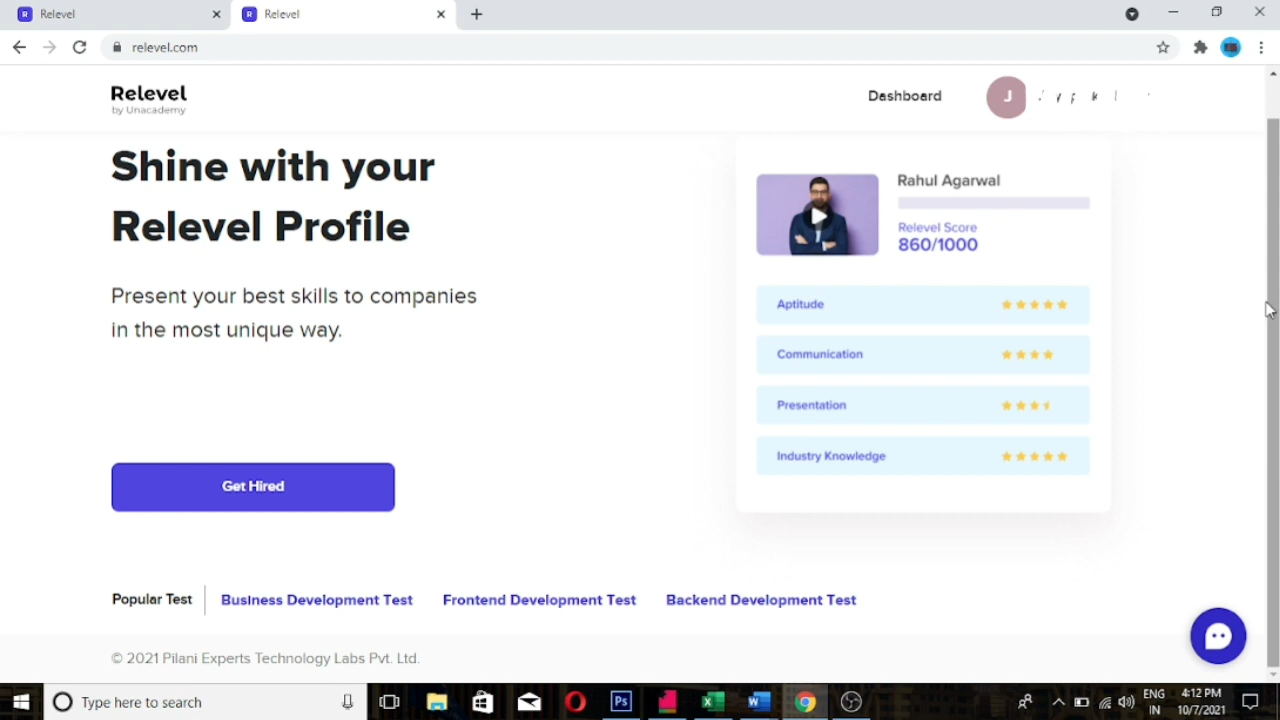 Relevel
Relevel
relevel.com
Relevel
by Unacademy
Dashboard
J
Shine with your
Relevel Profile
Present your best skills to companies
in the most unique way.
Get Hired
Rahul Agarwal
Relevel Score
860/1000
Aptitude
Communication
Presentation
Industry Knowledge
Popular Test
Business Development Test
Frontend Development Test
Backend Development Test
© 2021 Pilani Experts Technology Labs Pvt. Ltd.
Type here to search
ENG
IN
4:12 PM
10/7/2021